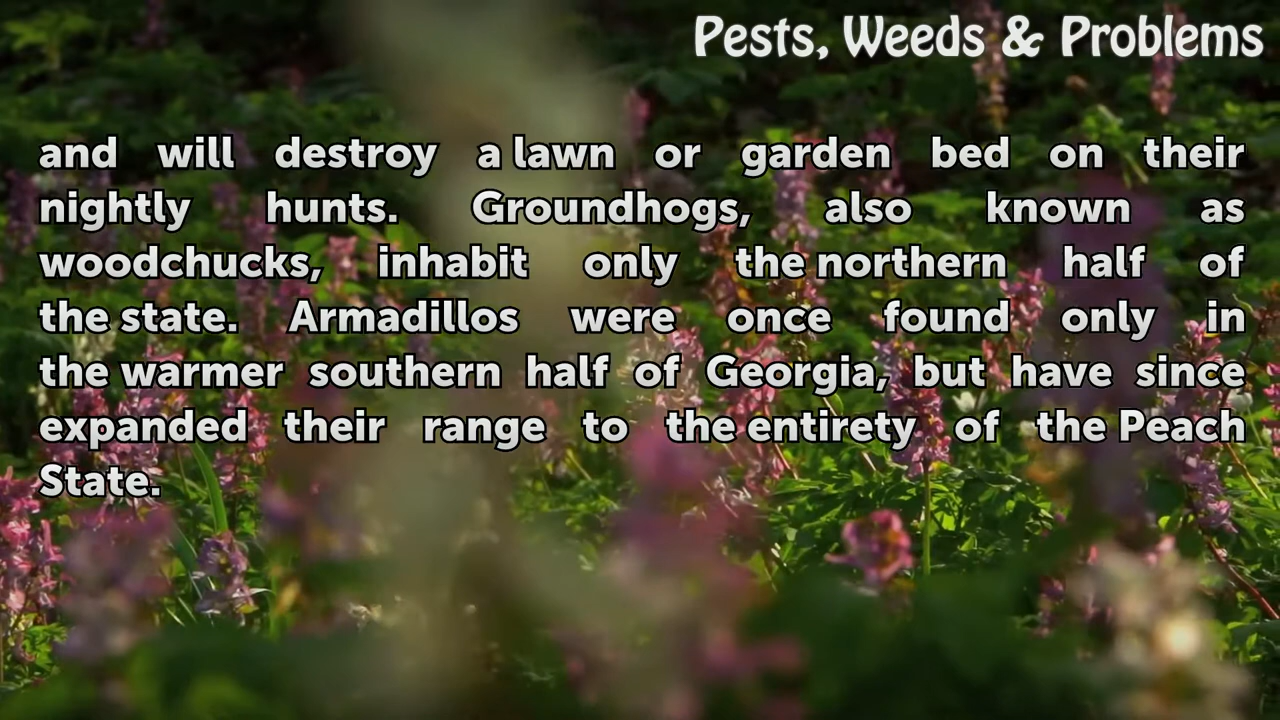 Pests, Weeds & Problems
and will destroy a lawn or garden bed on their
nightly hunts. Groundhogs, also known as
woodchucks, inhabit only the northern half of
the state. Armadillos were once found only in
the warmer southern half of Georgia, but have since
expanded their range to the entirety of the Peach
State.